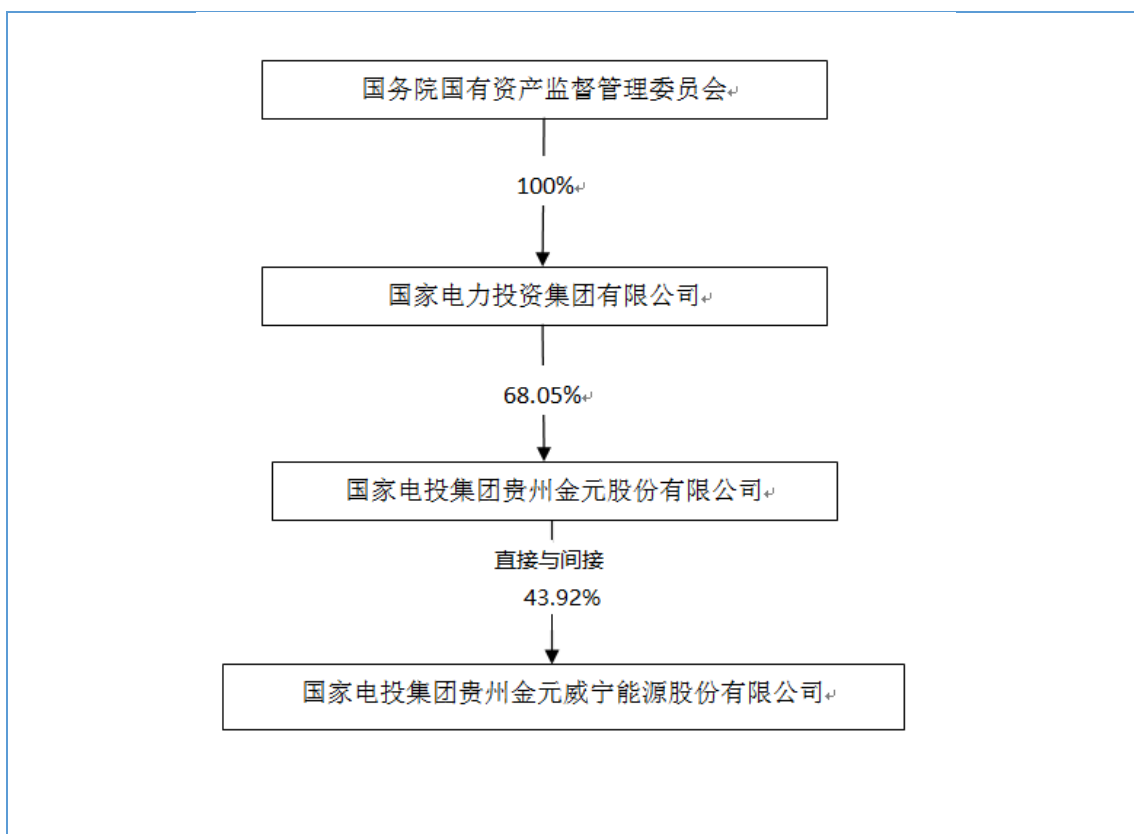 国务院国有资产监督管理委员会
100%
国家电力投资集团有限公司
68.05%
国家电投集团贵州金元股份有限公司
直接与间接
43.92%
国家电投集团贵州金元威宁能源股份有限公司